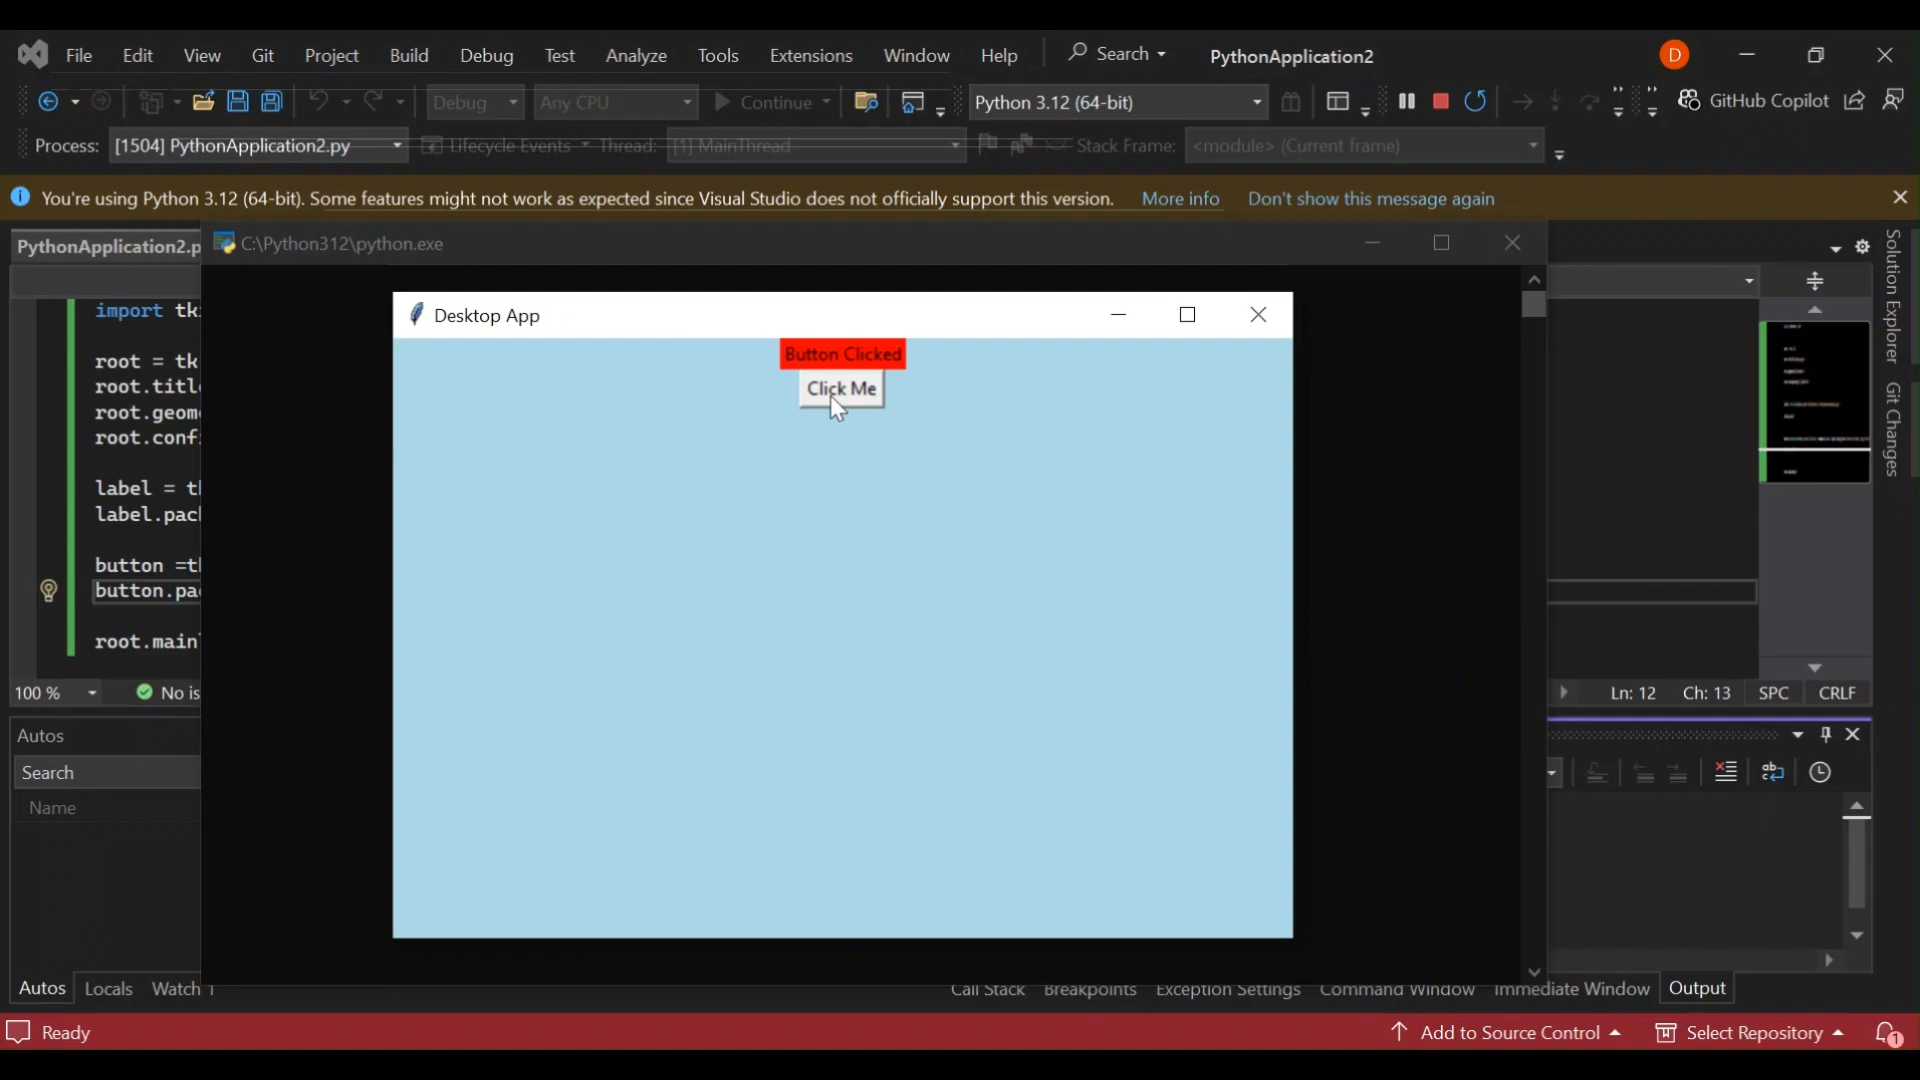 File Edit View Git Project Build Debug Test Analyze Tools Extensions Window Help Search PythonApplication2 D
Debug Any CPU Continue Python 3.12 (64-bit) GitHub Copilot
Process: [1504] PythonApplication2.py Lifecycle Events Thread: [1] MainThread Stack Frame: <module> (Current frame)
You're using Python 3.12 (64-bit). Some features might not work as expected since Visual Studio does not officially support this version. More info Don't show this message again
PythonApplication2.p
C:\Python312\python.exe
Solution Explorer
Git Changes
import tk
root = tk
root.titl
root.geom
root.conf
label = t
label.pac
button =t
button.pa
root.main
Desktop App
Button Clicked
Click Me
100 % No is
Ln: 12 Ch: 13 SPC CRLF
Autos
Search
Name
Autos Locals Watch 1
Call Stack Breakpoints Exception Settings Command Window Immediate Window Output
Ready
Add to Source Control Select Repository 1